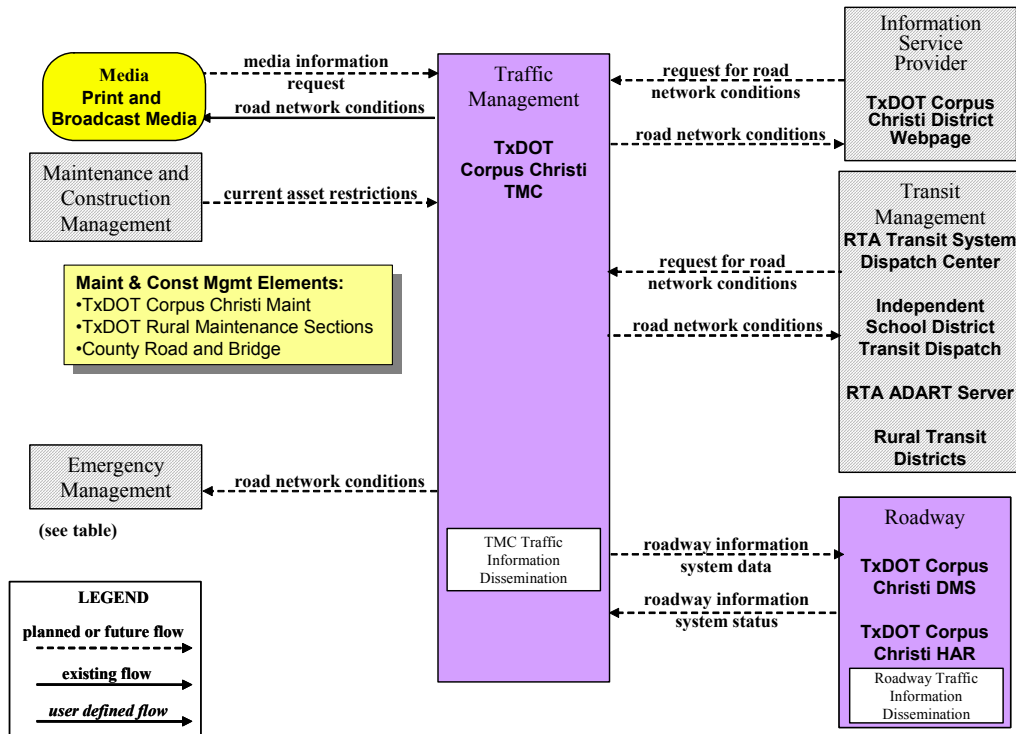 Media
Print and
Broadcast Media
media information
request
road network conditions
Maintenance and
Construction
Management
current asset restrictions
Maint & Const Mgmt Elements:
•TxDOT Corpus Christi Maint
•TxDOT Rural Maintenance Sections
•County Road and Bridge
Emergency
Management
(see table)
road network conditions
LEGEND
planned or future flow
existing flow
user defined flow
Traffic
Management
TxDOT
Corpus Christi
TMC
TMC Traffic
Information
Dissemination
request for road
network conditions
road network conditions
Information
Service
Provider
TxDOT Corpus
Christi District
Webpage
request for road
network conditions
road network conditions
Transit
Management
RTA Transit System
Dispatch Center
Independent
School District
Transit Dispatch
RTA ADART Server
Rural Transit
Districts
roadway information
system data
roadway information
system status
Roadway
TxDOT Corpus
Christi DMS
TxDOT Corpus
Christi HAR
Roadway Traffic
Information
Dissemination